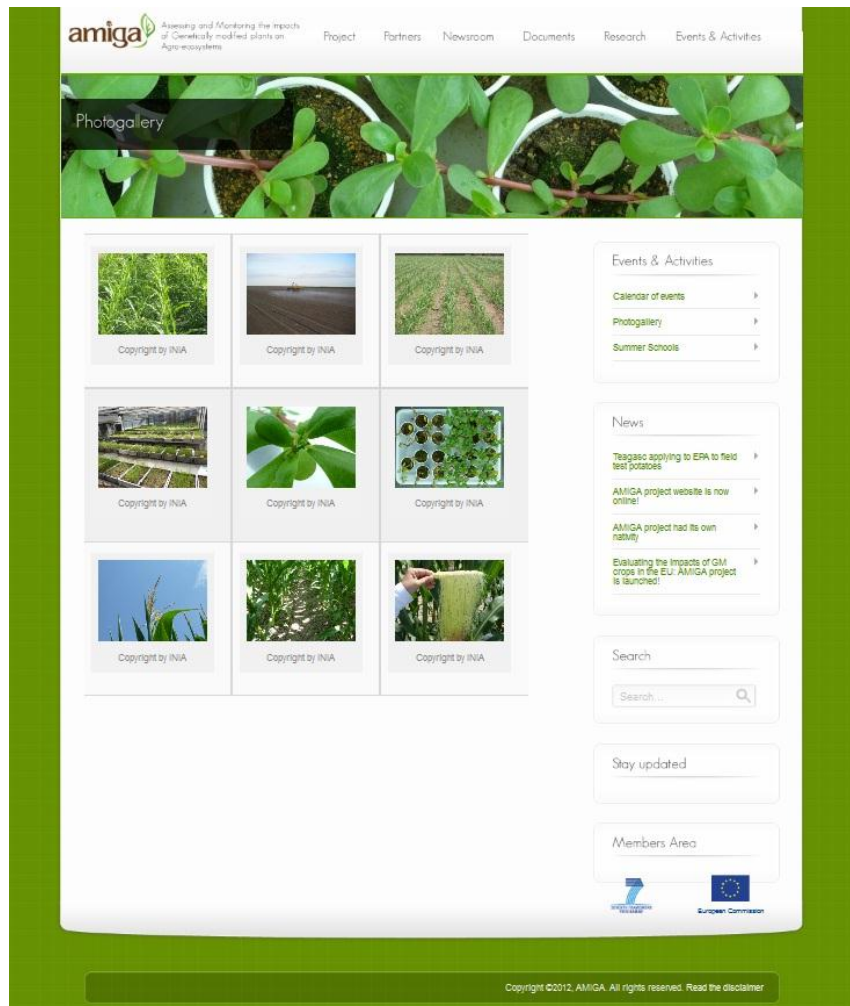 amiga
Assessing and Monitoring the Impacts
of Genetically modified plants on
Agro-ecosystems
Project Partners Newsroom Documents Research Events & Activities
Photogallery
Copyright by INIA Copyright by INIA Copyright by INIA
Copyright by INIA Copyright by INIA Copyright by INIA
Copyright by INIA Copyright by INIA Copyright by INIA
Events & Activities
Calendar of events
Photogallery
Summer Schools
News
Teagasc applying to EPA to field
test potatoes
AMIGA project website is now
online!
AMIGA project had its own
nativity
Evaluating the impacts of GM
crops in the EU: AMIGA project
is launched!
Search
Search...
Stay updated
Members Area
SEVENTH FRAMEWORK
PROGRAMME
European Commission
Copyright ©2012, AMIGA. All rights reserved. Read the disclaimer